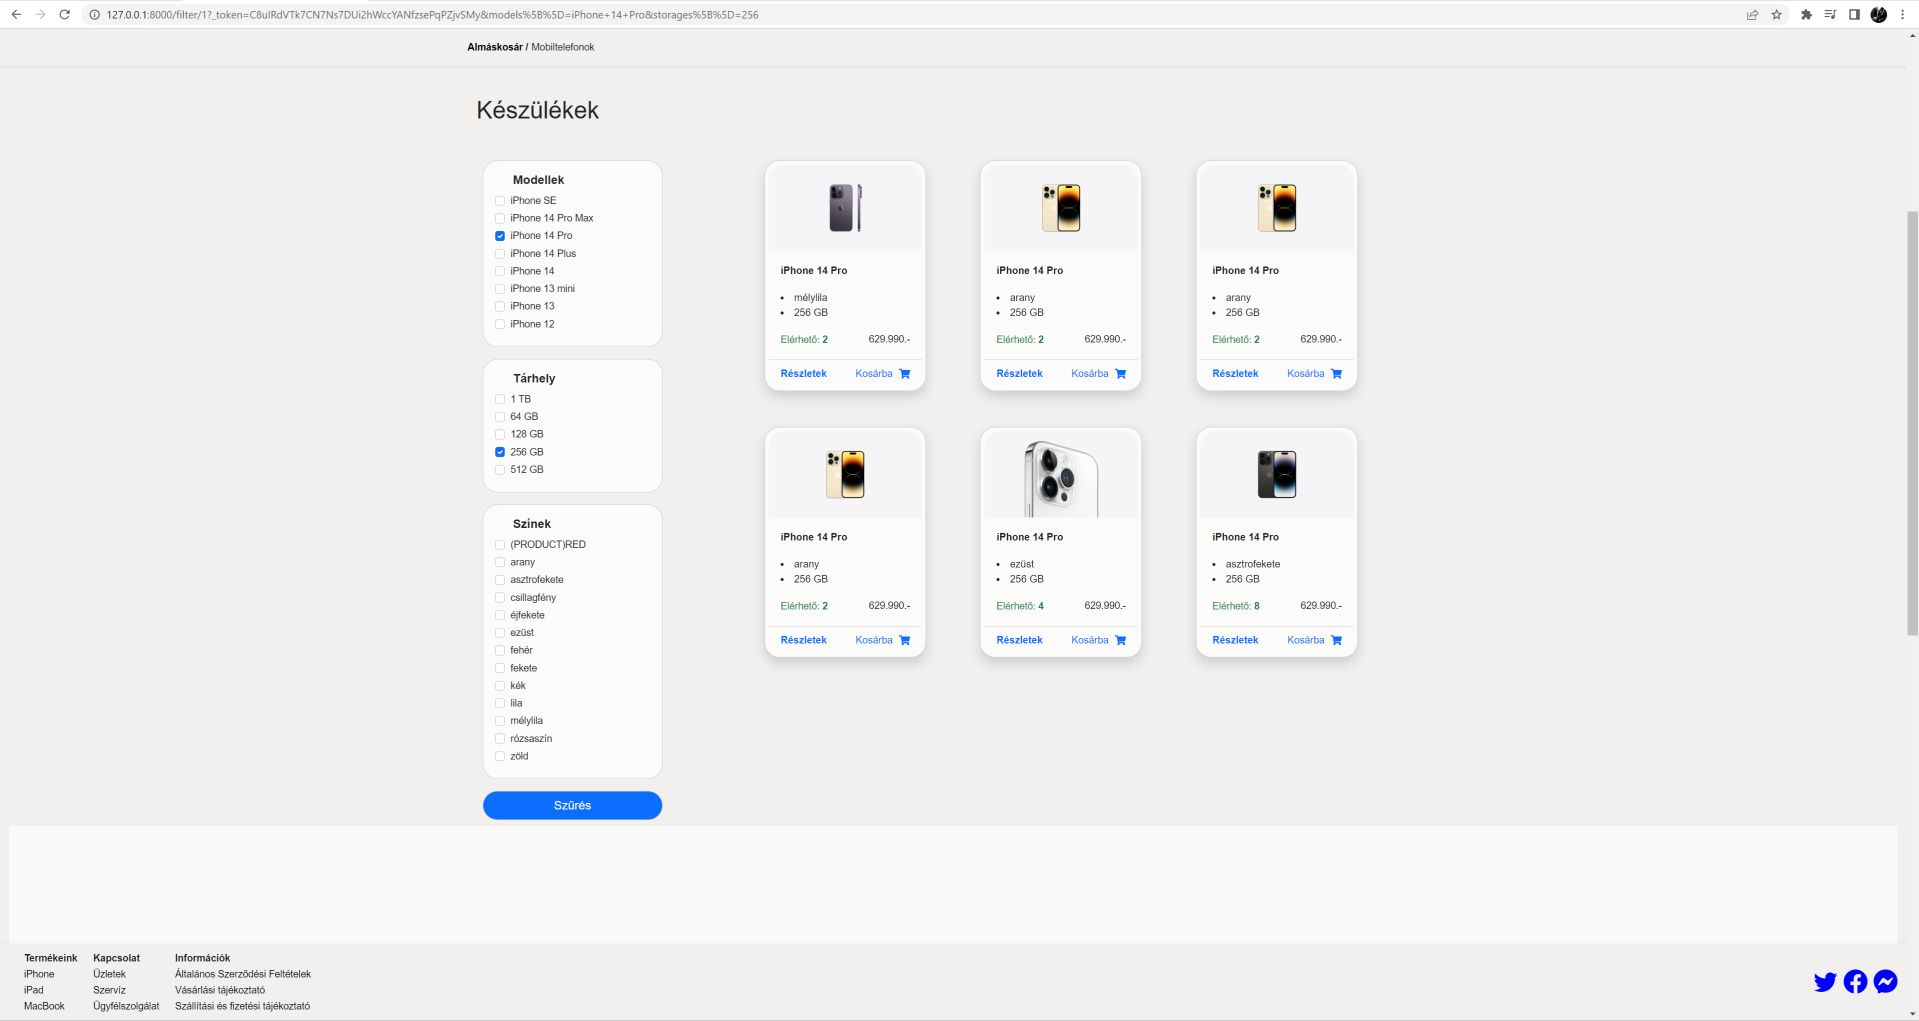 127.0.0.1:8000/filter/1?_token=C8uIRdVTk7CN7Ns7DUi2hWccYANfzsePqPZjvSMy&models%5B%5D=iPhone+14+Pro&storages%5B%5D=256
Almáskosár / Mobiltelefonok
Készülékek
Modellek
iPhone SE
iPhone 14 Pro Max
iPhone 14 Pro
iPhone 14 Plus
iPhone 14
iPhone 13 mini
iPhone 13
iPhone 12
Tárhely
1 TB
64 GB
128 GB
256 GB
512 GB
Színek
(PRODUCT)RED
arany
asztrofekete
csillagfény
éjfekete
ezüst
fehér
fekete
kék
lila
mélylila
rózsaszín
zöld
Szűrés
iPhone 14 Pro
mélylila
256 GB
Elérhető: 2 629.990.-
Részletek Kosárba
iPhone 14 Pro
arany
256 GB
Elérhető: 2 629.990.-
Részletek Kosárba
iPhone 14 Pro
arany
256 GB
Elérhető: 2 629.990.-
Részletek Kosárba
iPhone 14 Pro
arany
256 GB
Elérhető: 2 629.990.-
Részletek Kosárba
iPhone 14 Pro
ezüst
256 GB
Elérhető: 4 629.990.-
Részletek Kosárba
iPhone 14 Pro
asztrofekete
256 GB
Elérhető: 8 629.990.-
Részletek Kosárba
Termékeink
iPhone
iPad
MacBook
Kapcsolat
Üzletek
Szervíz
Ügyfélszolgálat
Információk
Általános Szerződési Feltételek
Vásárlási tájékoztató
Szállítási és fizetési tájékoztató